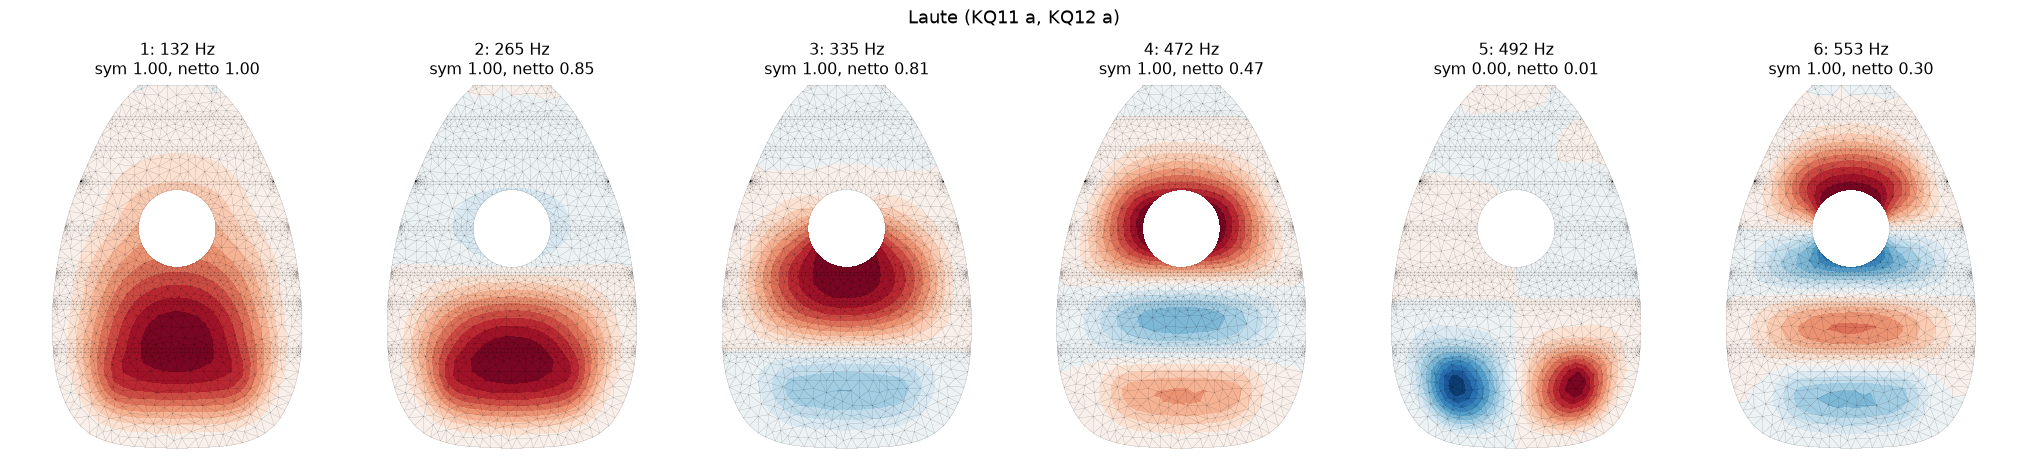 Laute (KQ11 a, KQ12 a)
1: 132 Hz
sym 1.00, netto 1.00
2: 265 Hz
sym 1.00, netto 0.85
3: 335 Hz
sym 1.00, netto 0.81
4: 472 Hz
sym 1.00, netto 0.47
5: 492 Hz
sym 0.00, netto 0.01
6: 553 Hz
sym 1.00, netto 0.30